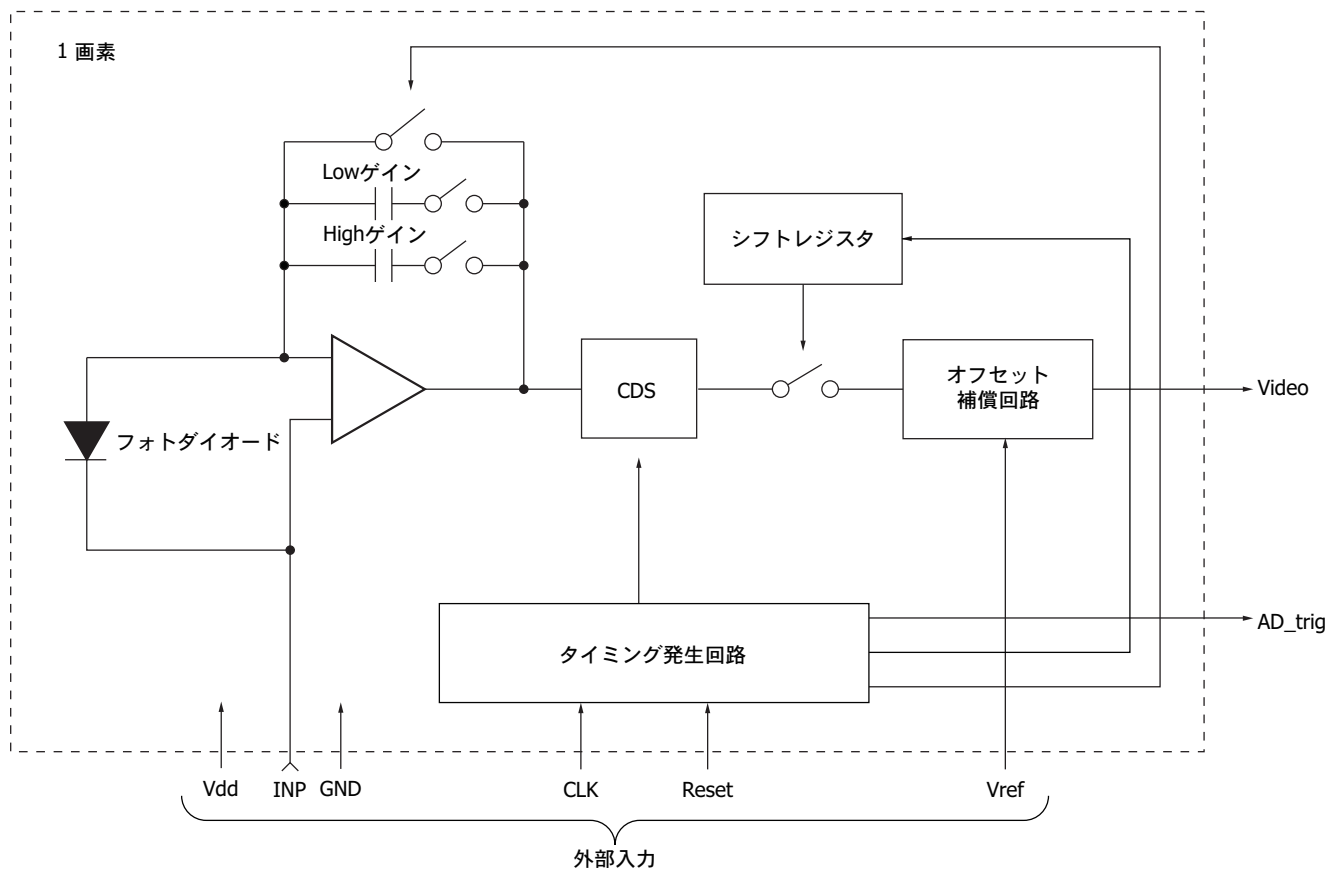 1 画素
Lowゲイン
Highゲイン
シフトレジスタ
CDS
オフセット
補償回路
Video
フォトダイオード
タイミング発生回路
AD_trig
Vdd
INP
GND
CLK
Reset
Vref
外部入力